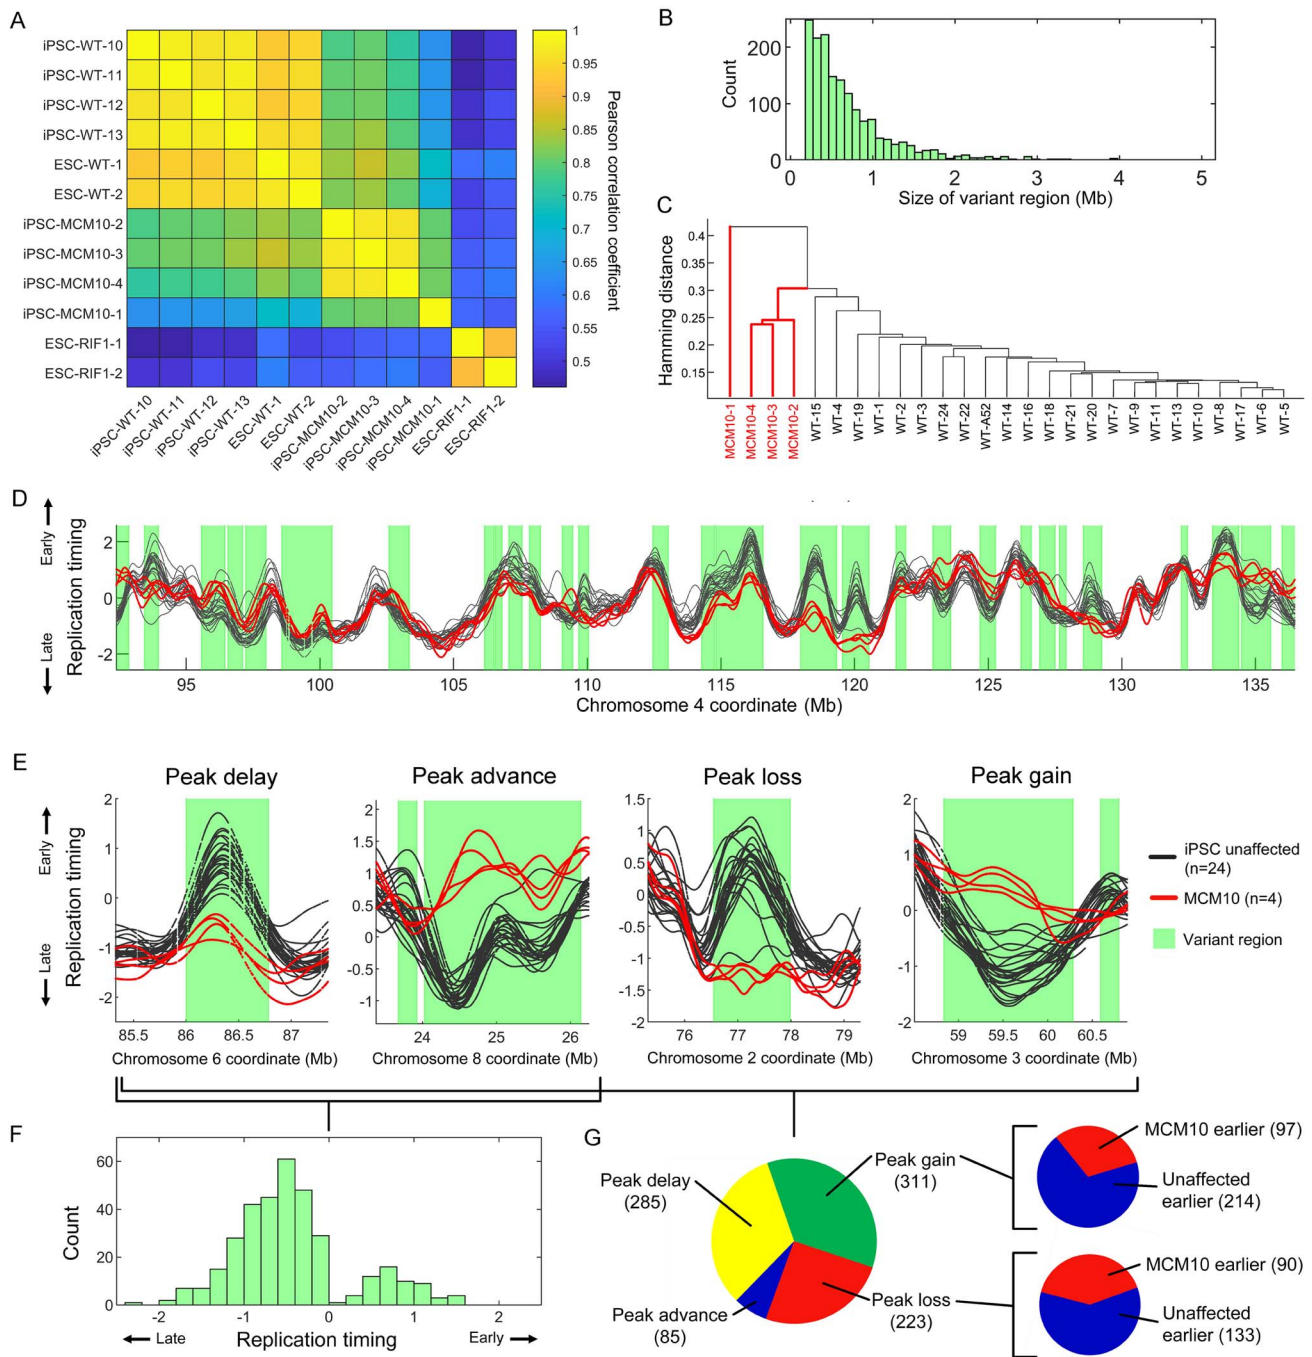 A
iPSC-WT-10
iPSC-WT-11
iPSC-WT-12
iPSC-WT-13
ESC-WT-1
ESC-WT-2
iPSC-MCM10-2
iPSC-MCM10-3
iPSC-MCM10-4
iPSC-MCM10-1
ESC-RIF1-1
ESC-RIF1-2
iPSC-WT-10
iPSC-WT-11
iPSC-WT-12
iPSC-WT-13
ESC-WT-1
ESC-WT-2
iPSC-MCM10-2
iPSC-MCM10-3
iPSC-MCM10-4
iPSC-MCM10-1
ESC-RIF1-1
ESC-RIF1-2
1
0.95
0.9
0.85
0.8
0.75
0.7
0.65
0.6
0.55
0.5
Pearson correlation coefficient
B
Count
200
100
0
0 1 2 3 4 5
Size of variant region (Mb)
C
Hamming distance
0.4
0.35
0.3
0.25
0.2
0.15
MCM10-1
MCM10-4
MCM10-3
MCM10-2
WT-15
WT-4
WT-19
WT-1
WT-2
WT-3
WT-24
WT-22
WT-A52
WT-14
WT-16
WT-18
WT-21
WT-20
WT-7
WT-9
WT-11
WT-13
WT-10
WT-8
WT-17
WT-6
WT-5
D
Early
Late
Replication timing
2
0
-2
95 100 105 110 115 120 125 130 135
Chromosome 4 coordinate (Mb)
E
Early
Late
Replication timing
Peak delay
2
1
0
-1
-2
85.5 86 86.5 87
Chromosome 6 coordinate (Mb)
Peak advance
2
1.5
1
0.5
0
-0.5
-1
24 25 26
Chromosome 8 coordinate (Mb)
Peak loss
1.5
1
0.5
0
-0.5
-1
-1.5
-2
76 77 78 79
Chromosome 2 coordinate (Mb)
Peak gain
2
1
0
-1
-2
59 59.5 60 60.5
Chromosome 3 coordinate (Mb)
iPSC unaffected
(n=24)
MCM10 (n=4)
Variant region
F
Count
60
40
20
0
-2 -1 0 1 2
Late
Replication timing
Early
G
Peak delay
(285)
Peak gain
(311)
Peak advance
(85)
Peak loss
(223)
MCM10 earlier (97)
Unaffected
earlier (214)
MCM10 earlier (90)
Unaffected
earlier (133)